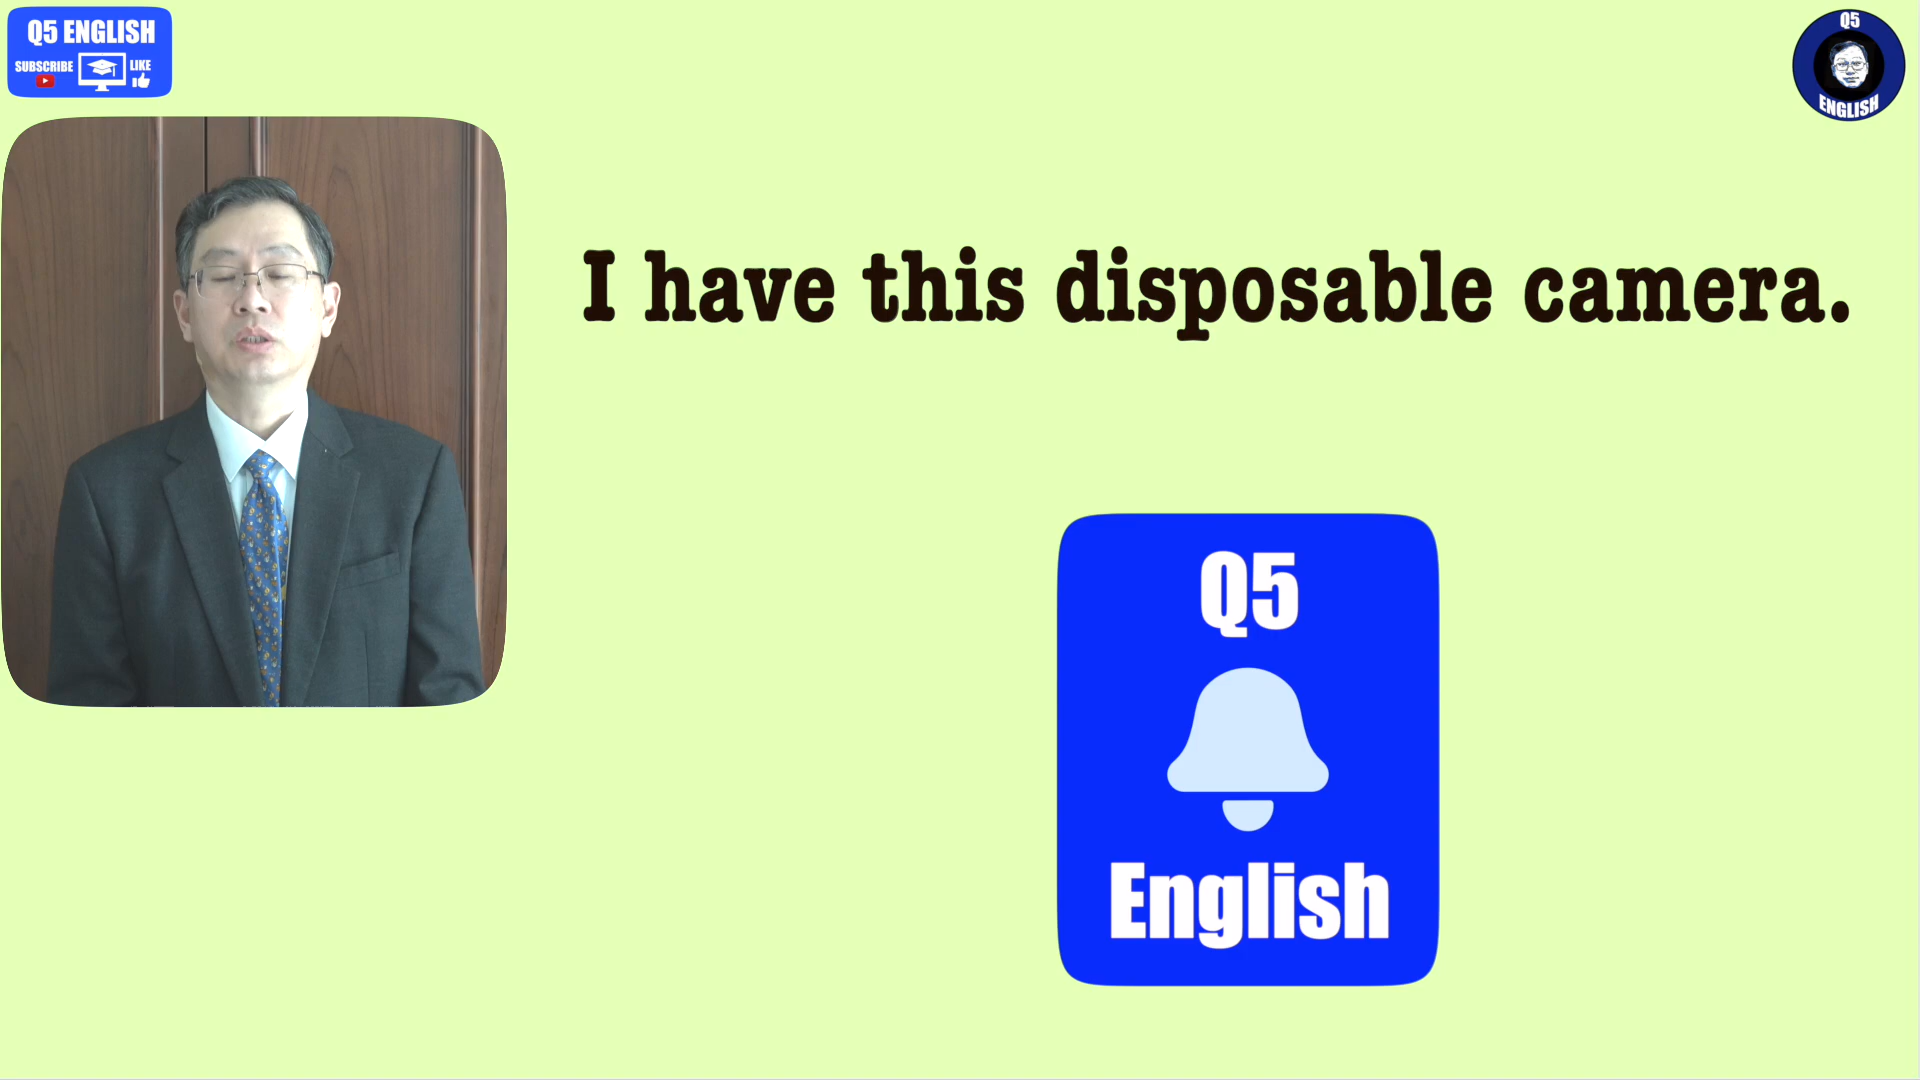 Q5 ENGLISH
SUBSCRIBE
LIKE
Q5
ENGLISH
I have this disposable camera.
Q5
English